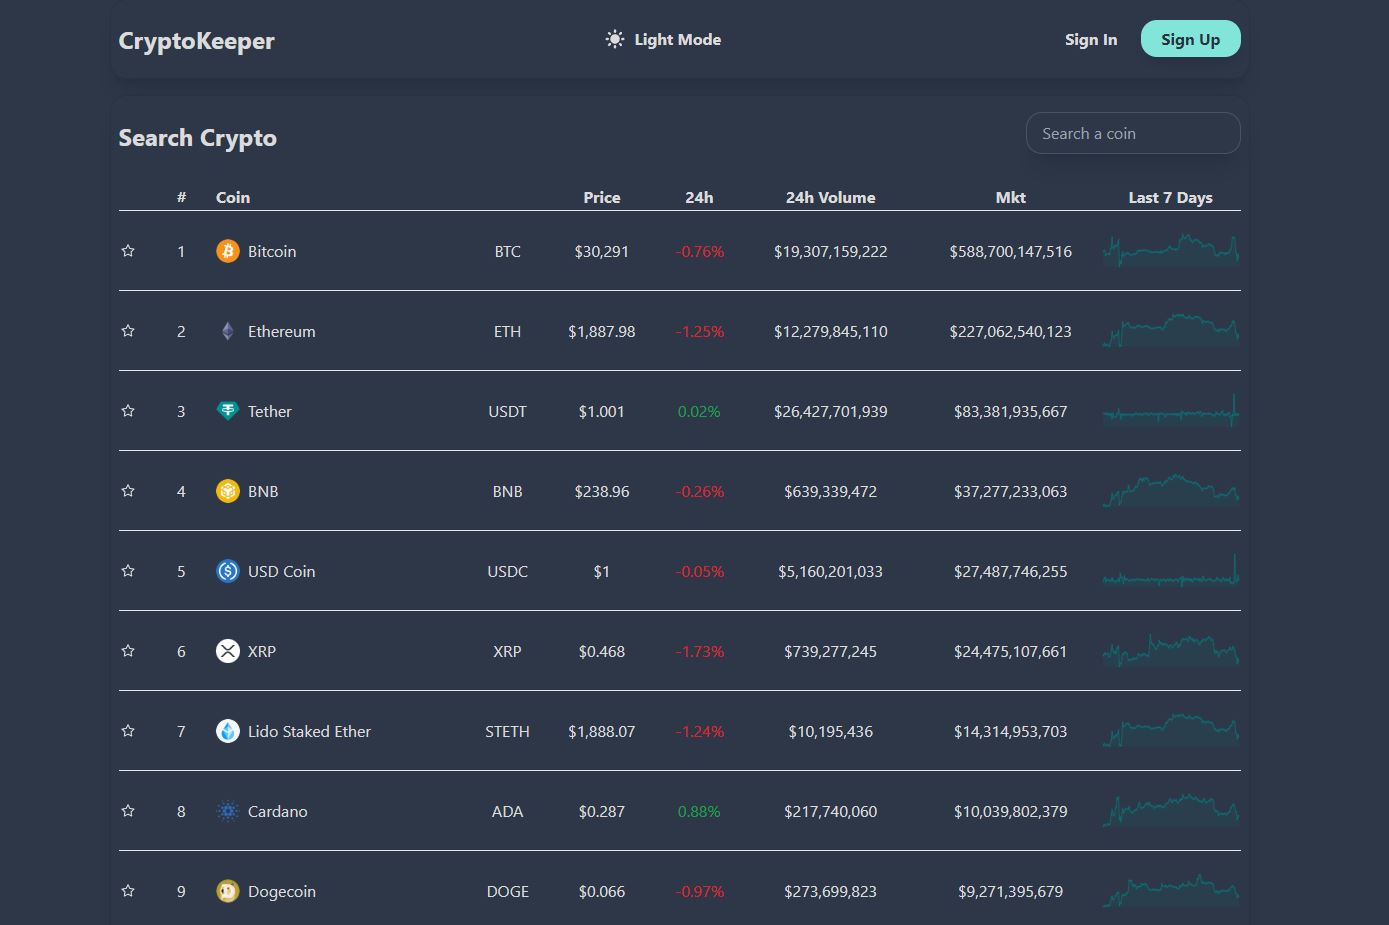 CryptoKeeper Light Mode Sign In Sign Up
Search Crypto Search a coin
# Coin Price 24h 24h Volume Mkt Last 7 Days
1 Bitcoin BTC $30,291 -0.76% $19,307,159,222 $588,700,147,516
2 Ethereum ETH $1,887.98 -1.25% $12,279,845,110 $227,062,540,123
3 Tether USDT $1.001 0.02% $26,427,701,939 $83,381,935,667
4 BNB BNB $238.96 -0.26% $639,339,472 $37,277,233,063
5 USD Coin USDC $1 -0.05% $5,160,201,033 $27,487,746,255
6 XRP XRP $0.468 -1.73% $739,277,245 $24,475,107,661
7 Lido Staked Ether STETH $1,888.07 -1.24% $10,195,436 $14,314,953,703
8 Cardano ADA $0.287 0.88% $217,740,060 $10,039,802,379
9 Dogecoin DOGE $0.066 -0.97% $273,699,823 $9,271,395,679